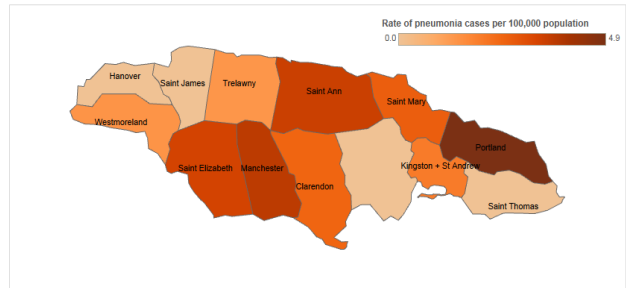 Rate of pneumonia cases per 100,000 population
0.0 4.9
Hanover
Saint James
Trelawny
Saint Ann
Saint Mary
Westmoreland
Portland
Saint Elizabeth
Manchester
Kingston + St Andrew
Clarendon
Saint Thomas